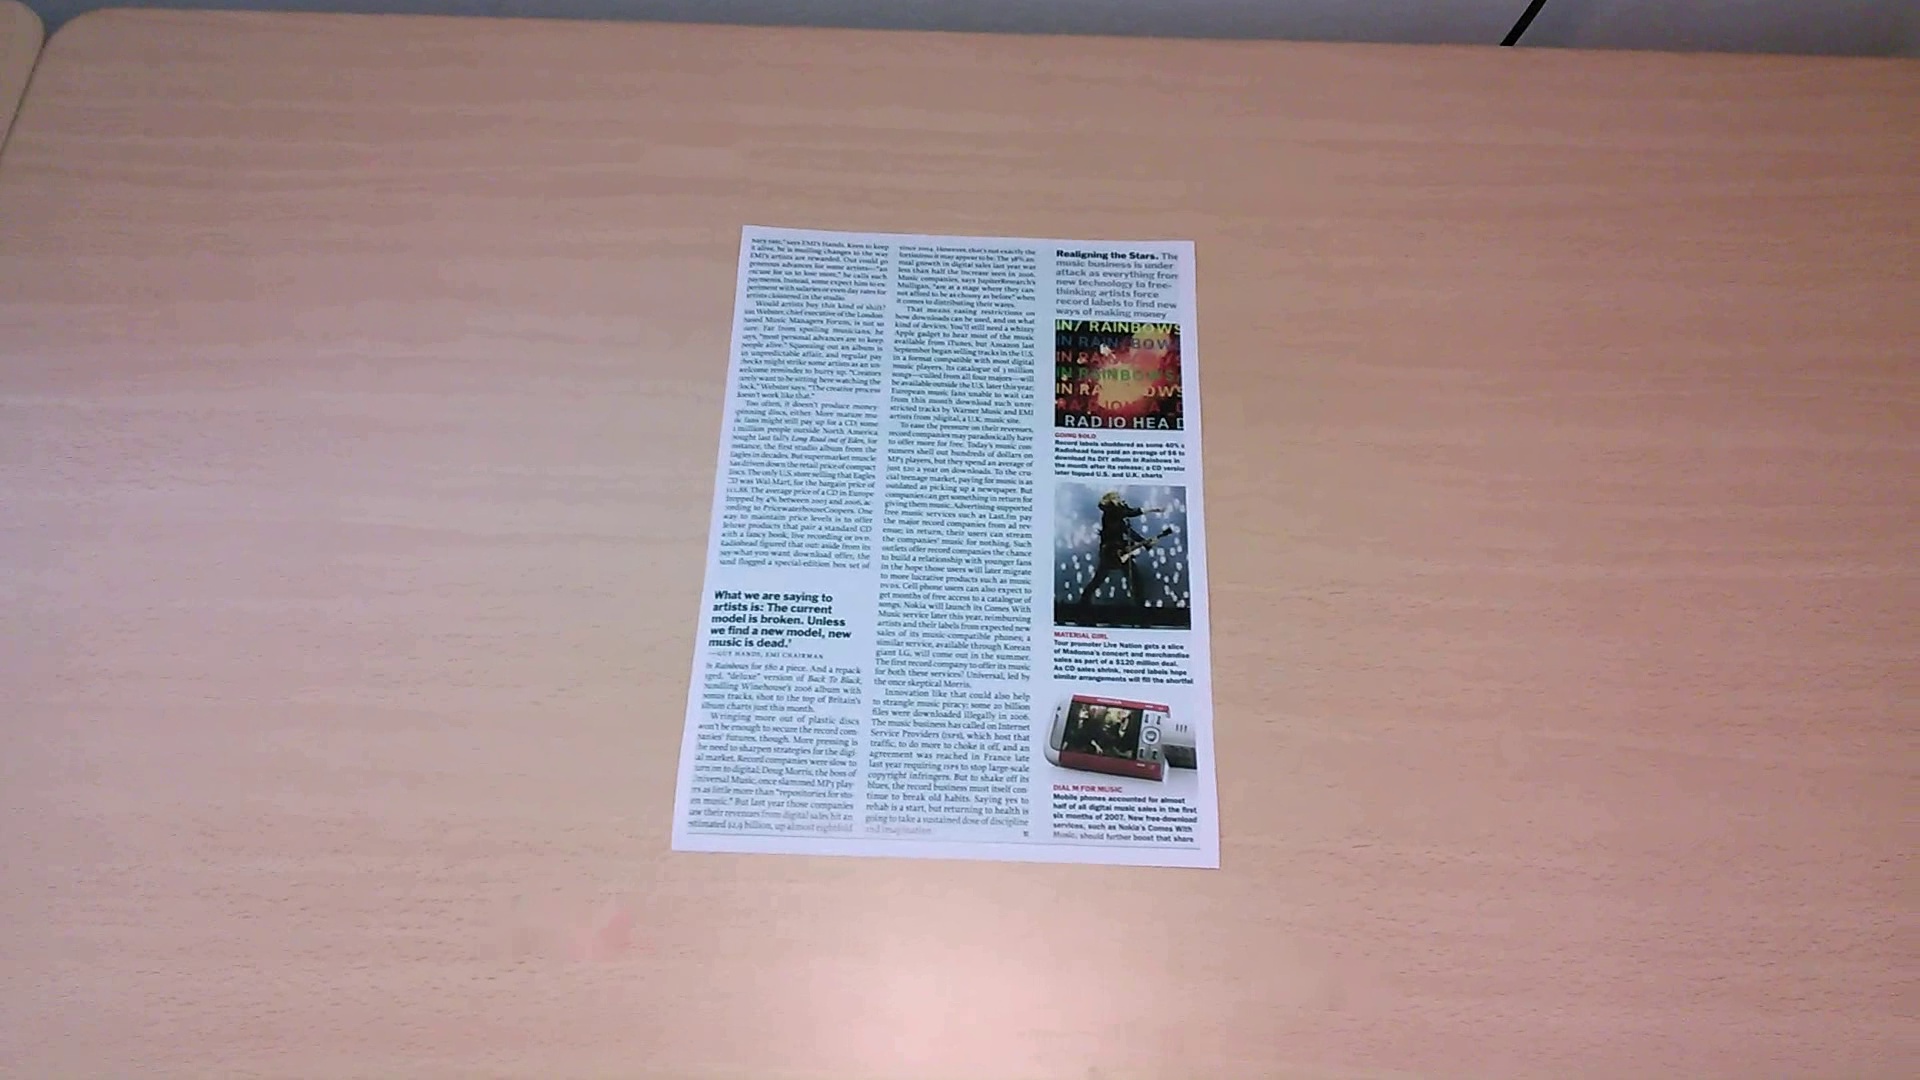 nary easy," says EMI's Hands. Keen to keep
it alive, he is mulling changes to the way
EMI's artists are rewarded. Out could go
generous advances for some artists—"an
excuse for us to lose more," he calls such
payments. Instead, some expect him to ex-
periment with salaries or even day rates for
artists cloistered in the studio.
Would artists buy this kind of shift?
Webster, chief executive of the London-
based Music Managers Forum, is not so
sure. Far from spoiling musicians, he
says, "most personal advances are to keep
people alive." Squeezing out an album is
an unpredictable affair, and regular pay
checks might strike some artists as an un-
welcome reminder to hurry up. "Creators
rarely want to be sitting here watching the
clock," Webster says. "The creative process
doesn't work like that."
Too often, it doesn't produce money-
spinning discs, either. More mature mu-
sic fans might still pay up for a CD; some
million people outside North America
bought last fall's Long Road out of Eden, for
instance, the first studio album from the
Eagles in decades. But supermarket muscle
has driven down the retail price of compact
discs. The only U.S. store selling that Eagles
CD was Wal-Mart, for the bargain price of
$11.88. The average price of a CD in Europe
dropped by 4% between 2005 and 2006, ac-
cording to PricewaterhouseCoopers. One
way to maintain price levels is to offer
deluxe products that pair a standard CD
with a fancy book, live recording or DVD.
Radiohead figured that out: aside from its
pay-what-you-want download offer, the
band flogged a special-edition box set of
What we are saying to
artists is: The current
model is broken. Unless
we find a new model, new
music is dead.'
—GUY HANDS, EMI CHAIRMAN
In Rainbows for $80 a piece. And a repack-
aged, "deluxe" version of Back To Black,
bundling Winehouse's 2006 album with
bonus tracks, shot to the top of Britain's
album charts just this month.
Wringing more out of plastic discs
won't be enough to secure the record com-
panies' futures, though. More pressing is
the need to sharpen strategies for the digi-
tal market. Record companies were slow to
turn on to digital; Doug Morris, the boss of
Universal Music, once slammed MP3 play-
ers as little more than "repositories for sto-
len music." But last year those companies
saw their revenues from digital sales hit an
estimated $2.9 billion, up almost eightfold
since 2004. However, that's not exactly the
fortissimo it may appear to be. The 38% an-
nual growth in digital sales last year was
less than half the increase seen in 2006.
Music companies, says JupiterResearch's
Mulligan, "are at a stage where they can-
not afford to be as choosy as before" when
it comes to distributing their wares.
That means easing restrictions on
how downloads can be used, and on what
kind of devices. You'll still need a whizzy
Apple gadget to hear most of the music
available from iTunes, but Amazon last
September began selling tracks in the U.S.
in a format compatible with most digital
music players. Its catalogue of 3 million
songs—culled from all four majors—will
be available outside the U.S. later this year;
European music fans unable to wait can
from this month download such unre-
stricted tracks by Warner Music and EMI
artists from 7digital, a U.K. music site.
To ease the pressure on their revenues,
record companies may paradoxically have
to offer more for free. Today's music con-
sumers shell out hundreds of dollars on
MP3 players, but they spend an average of
just $20 a year on downloads. To the cru-
cial teenage market, paying for music is as
outdated as picking up a newspaper. But
companies can get something in return for
giving them music. Advertising-supported
free music services such as Last.fm pay
the major record companies from ad rev-
enue; in return, their users can stream
the companies' music for nothing. Such
outlets offer record companies the chance
to build a relationship with younger fans
in the hope those users will later migrate
to more lucrative products such as music
DVDs. Cell phone users can also expect to
get months of free access to a catalogue of
songs. Nokia will launch its Comes With
Music service later this year, reimbursing
artists and their labels from expected new
sales of its music-compatible phones; a
similar service, available through Korean
giant LG, will come out in the summer.
The first record company to offer its music
for both these services? Universal, led by
the once skeptical Morris.
Innovation like that could also help
to strangle music piracy; some 20 billion
files were downloaded illegally in 2006.
The music business has called on Internet
Service Providers (ISPs), which host that
traffic, to do more to choke it off, and an
agreement was reached in France late
last year requiring ISPs to stop large-scale
copyright infringers. But to shake off its
blues, the record business must itself con-
tinue to break old habits. Saying yes to
rehab is a start, but returning to health is
going to take a sustained dose of discipline
and imagination.
Realigning the Stars. The
music business is under
attack as everything from
new technology to free-
thinking artists force
record labels to find new
ways of making money
IN/ RAINBOWS
IN RAIN/BOW
IN RA
IN RAINBOWS
IN RA DOWS
RAD IO HEA D
GOING SOLO
Record labels shuddered as some 40% o
Radiohead fans paid an average of $6 to
download its DIY album In Rainbows in
the month after its release; a CD version
later topped U.S. and U.K. charts
MATERIAL GIRL
Tour promoter Live Nation gets a slice
of Madonna's concert and merchandise
sales as part of a $120 million deal.
As CD sales shrink, record labels hope
similar arrangements will fill the shortfal
DIAL M FOR MUSIC
Mobile phones accounted for almost
half of all digital music sales in the first
six months of 2007. New free-download
services, such as Nokia's Comes With
Music, should further boost that share